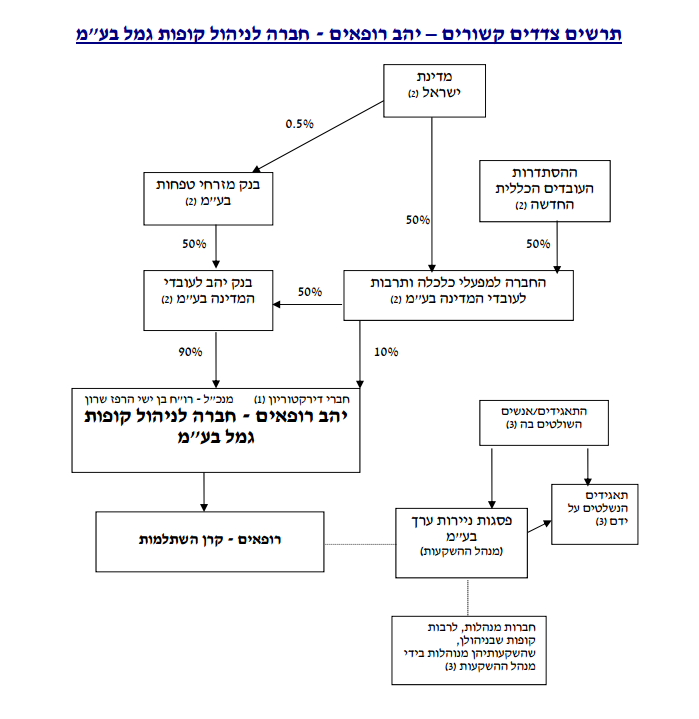 תרשים צדדים קשורים – יהב רופאים - חברה לניהול קופות גמל בע"מ
מדינת
ישראל (2)
0.5%
בנק מזרחי טפחות
בע"מ (2)
ההסתדרות
העובדים הכללית
החדשה (2)
50%
50%
50%
בנק יהב לעובדי
המדינה בע"מ (2)
50%
החברה למפעלי כלכלה ותרבות
לעובדי המדינה בע"מ (2)
90%
10%
חברי דירקטוריון (1) מנכ"ל - רו"ח בן ישי הרפז שרון
יהב רופאים - חברה לניהול קופות
גמל בע"מ
התאגידים/אנשים
השולטים בה (3)
תאגידים
הנשלטים על
ידם (3)
פסגות ניירות ערך
בע"מ
(מנהל ההשקעות)
רופאים - קרן השתלמות
חברות מנהלות, לרבות
קופות שבניהולן,
שהשקעותיהן מנוהלות בידי
מנהל ההשקעות (3)